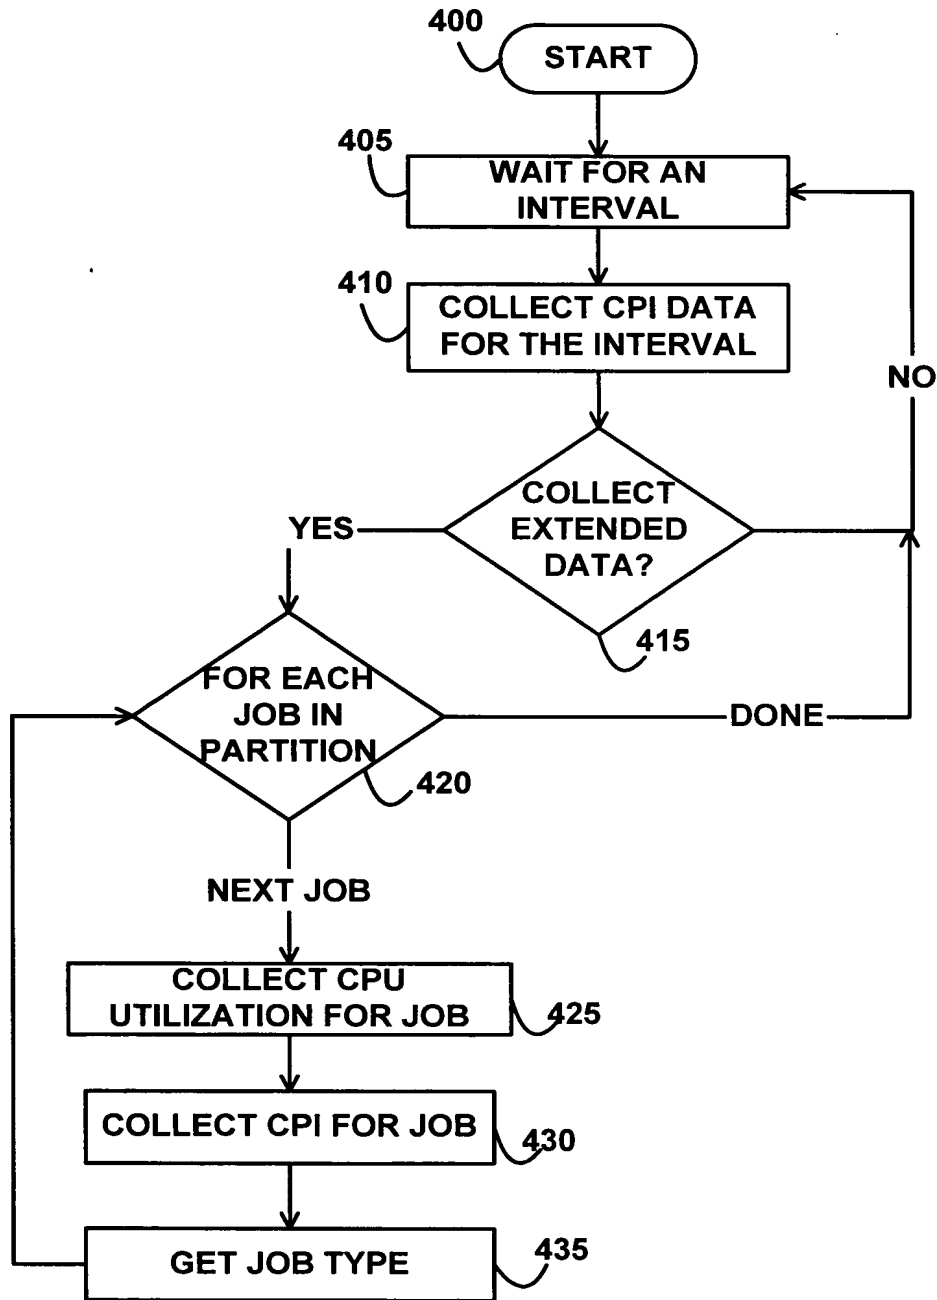 400
START
405
WAIT FOR AN
INTERVAL
410
COLLECT CPI DATA
FOR THE INTERVAL
NO
COLLECT
EXTENDED
DATA?
YES
415
FOR EACH
JOB IN
PARTITION
DONE
420
NEXT JOB
COLLECT CPU
UTILIZATION FOR JOB
425
COLLECT CPI FOR JOB
430
GET JOB TYPE
435